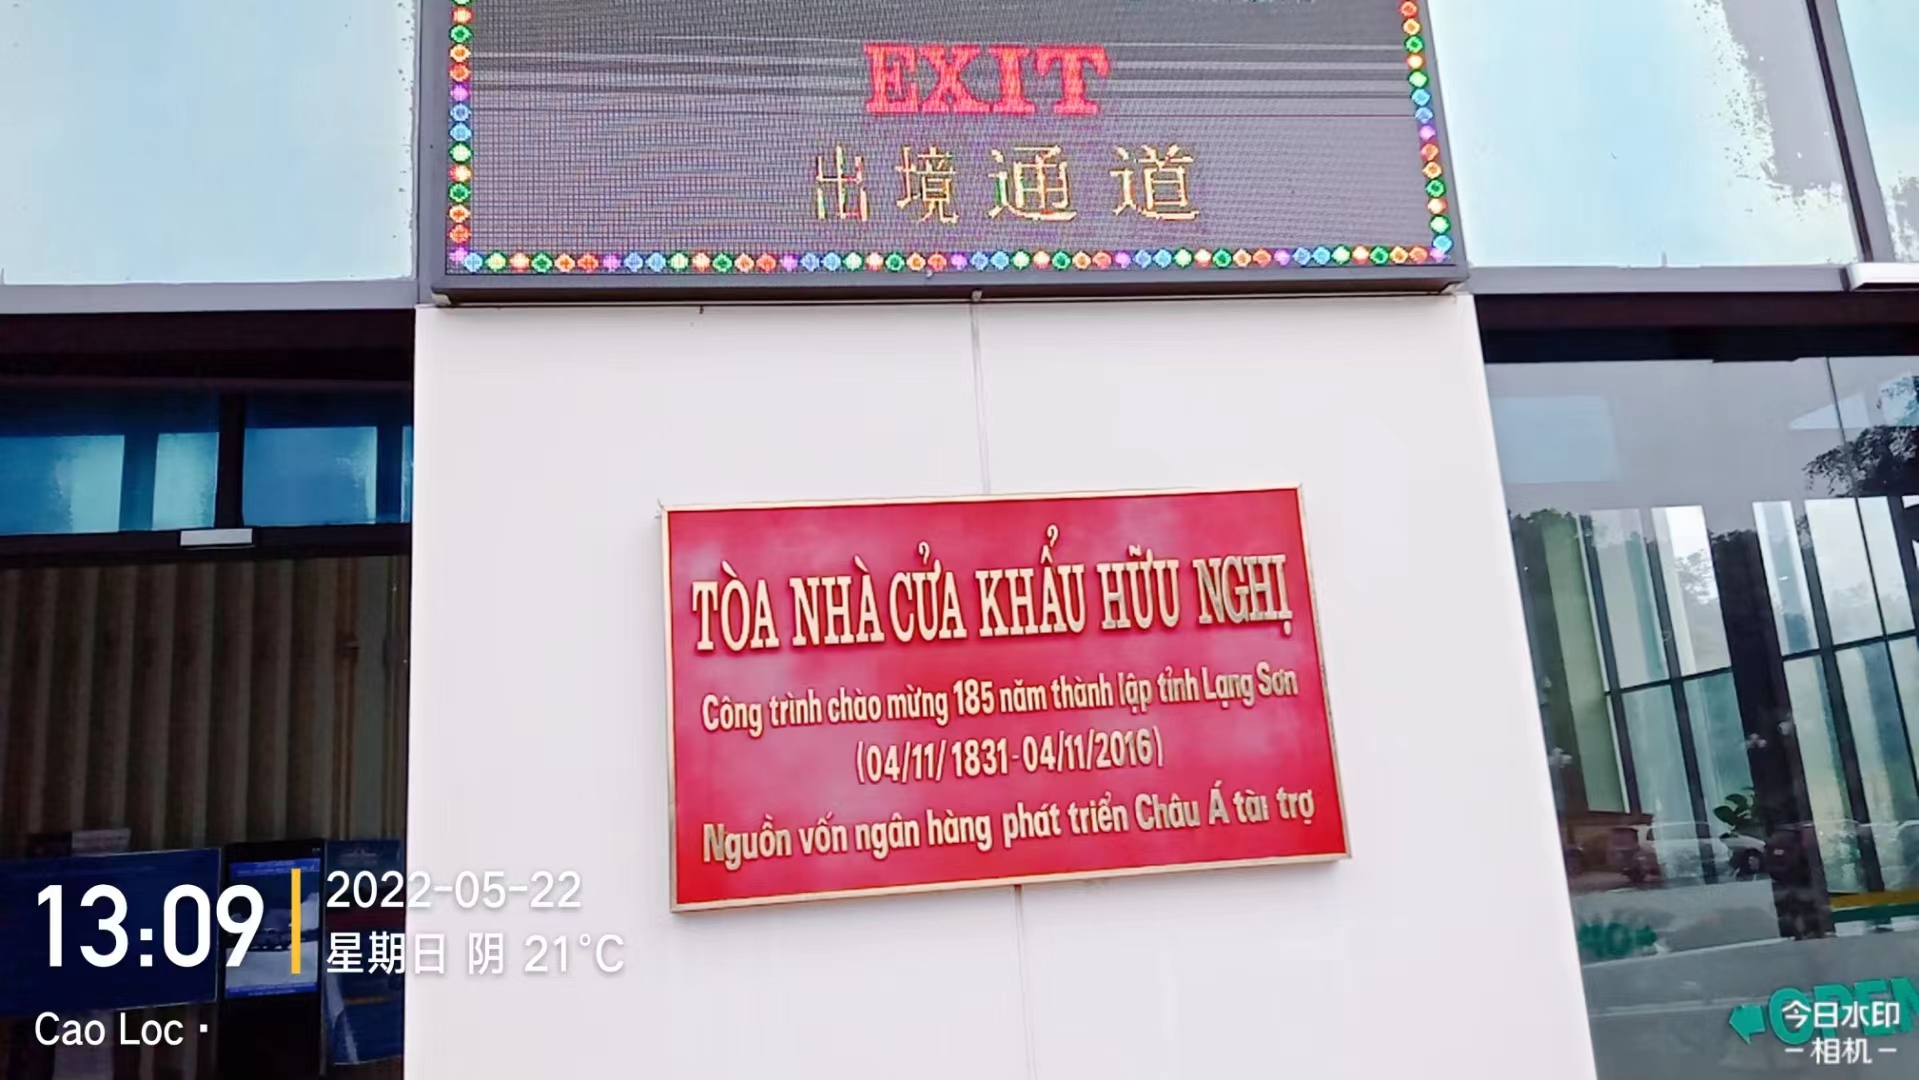 EXIT
出境通道
TÒA NHÀ CỬA KHẨU HỮU NGHỊ
Công trình chào mừng 185 năm thành lập tỉnh Lạng Sơn
(04/11/1831-04/11/2016)
Nguồn vốn ngân hàng phát triển Châu Á tài trợ
13:09
2022-05-22
星期日 阴 21°C
Cao Loc ·
OPEN
今日水印
-相机-